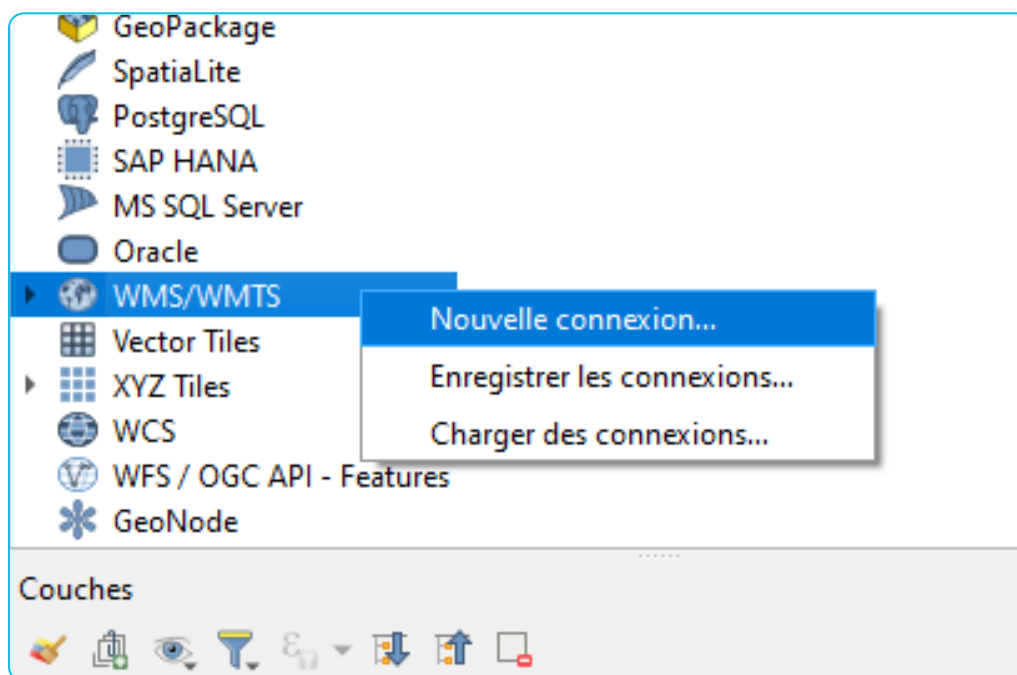 GeoPackage
SpatiaLite
PostgreSQL
SAP HANA
MS SQL Server
Oracle
WMS/WMTS
Nouvelle connexion...
Vector Tiles
Enregistrer les connexions...
XYZ Tiles
Charger des connexions...
WCS
WFS / OGC API - Features
GeoNode
Couches